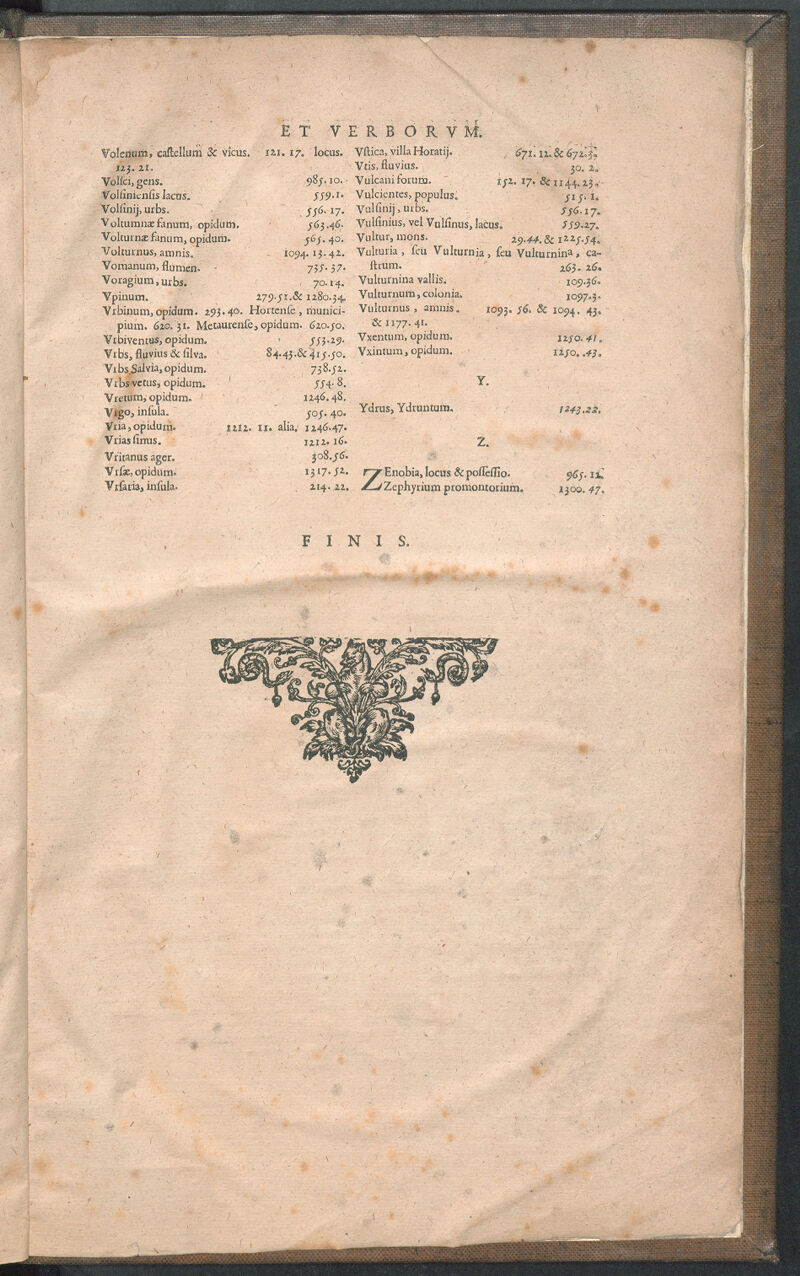 ET VERBORVM.
Volenum, caſtellum & vicus. 121. 17. locus.
123. 21.
Volſci, gens. 985. 10.
Volſinienſis lacus. 559. 1.
Volſinij, urbs. 556. 17.
Voltumnæ fanum, opidum. 563. 46.
Volturnæ fanum, opidum. 565. 40.
Volturnus, amnis. 1094. 13. 42.
Vomanum, flumen. 735. 37.
Voragium, urbs. 70. 14.
Vpinum. 279. 51. & 1280. 34.
Vrbinum, opidum. 293. 40. Hortenſe, munici-
pium. 620. 31. Metaurenſe, opidum. 620. 50.
Vrbiventus, opidum. 553. 29.
Vrbs, fluvius & ſilva. 84. 43. & 415. 50.
Vrbs Salvia, opidum. 738. 52.
Vrbs vetus, opidum. 554. 8.
Vretum, opidum. 1246. 48.
Vrgo, inſula. 505. 40.
Vria, opidum. 1212. 11. alia, 1246. 47.
Vrias ſinus. 1212. 16.
Vritanus ager. 308. 56.
Vrſæ, opidum. 1317. 52.
Vrſaria, inſula. 214. 22.
Vſtica, villa Horatij. 671. 12. & 672. 3.
Vtis, fluvius. 30. 2.
Vulcani forum. 152. 17. & 1144. 23.
Vulcientes, populus. 515. 1.
Vulſinij, urbs. 556. 17.
Vulſinius, vel Vulſinus, lacus. 559. 27.
Vultur, mons. 29. 44. & 1225. 54.
Vulturia, ſeu Vulturnia, ſeu Vulturnina, ca-
ſtrum. 263. 26.
Vulturnina vallis. 109. 36.
Vulturnum, colonia. 1097. 3.
Vulturnus, amnis. 1093. 56. & 1094. 43.
& 1177. 41.
Vxentum, opidum. 1250. 41.
Vxintum, opidum. 1250. 43.
Y.
Ydrus, Ydruntum. 1243. 22.
Z.
ZEnobia, locus & poſſeſſio. 965. 12.
Zephyrium promontorium. 1300. 47.
FINIS.